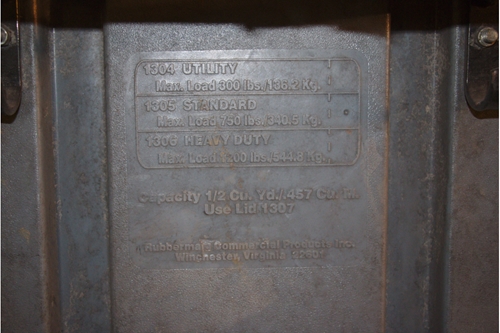 1304 UTILITY
Max. Load 300 lbs./136.2 Kg.
1305 STANDARD
Max. Load 750 lbs./340.5 Kg.
1306 HEAVY DUTY
Max. Load 1200 lbs./544.8 Kg.
Capacity 1/2 Cu. Yd./.457 Cu. m.
Use Lid 1307
Rubbermaid Commercial Products Inc.
Winchester, Virginia 22601